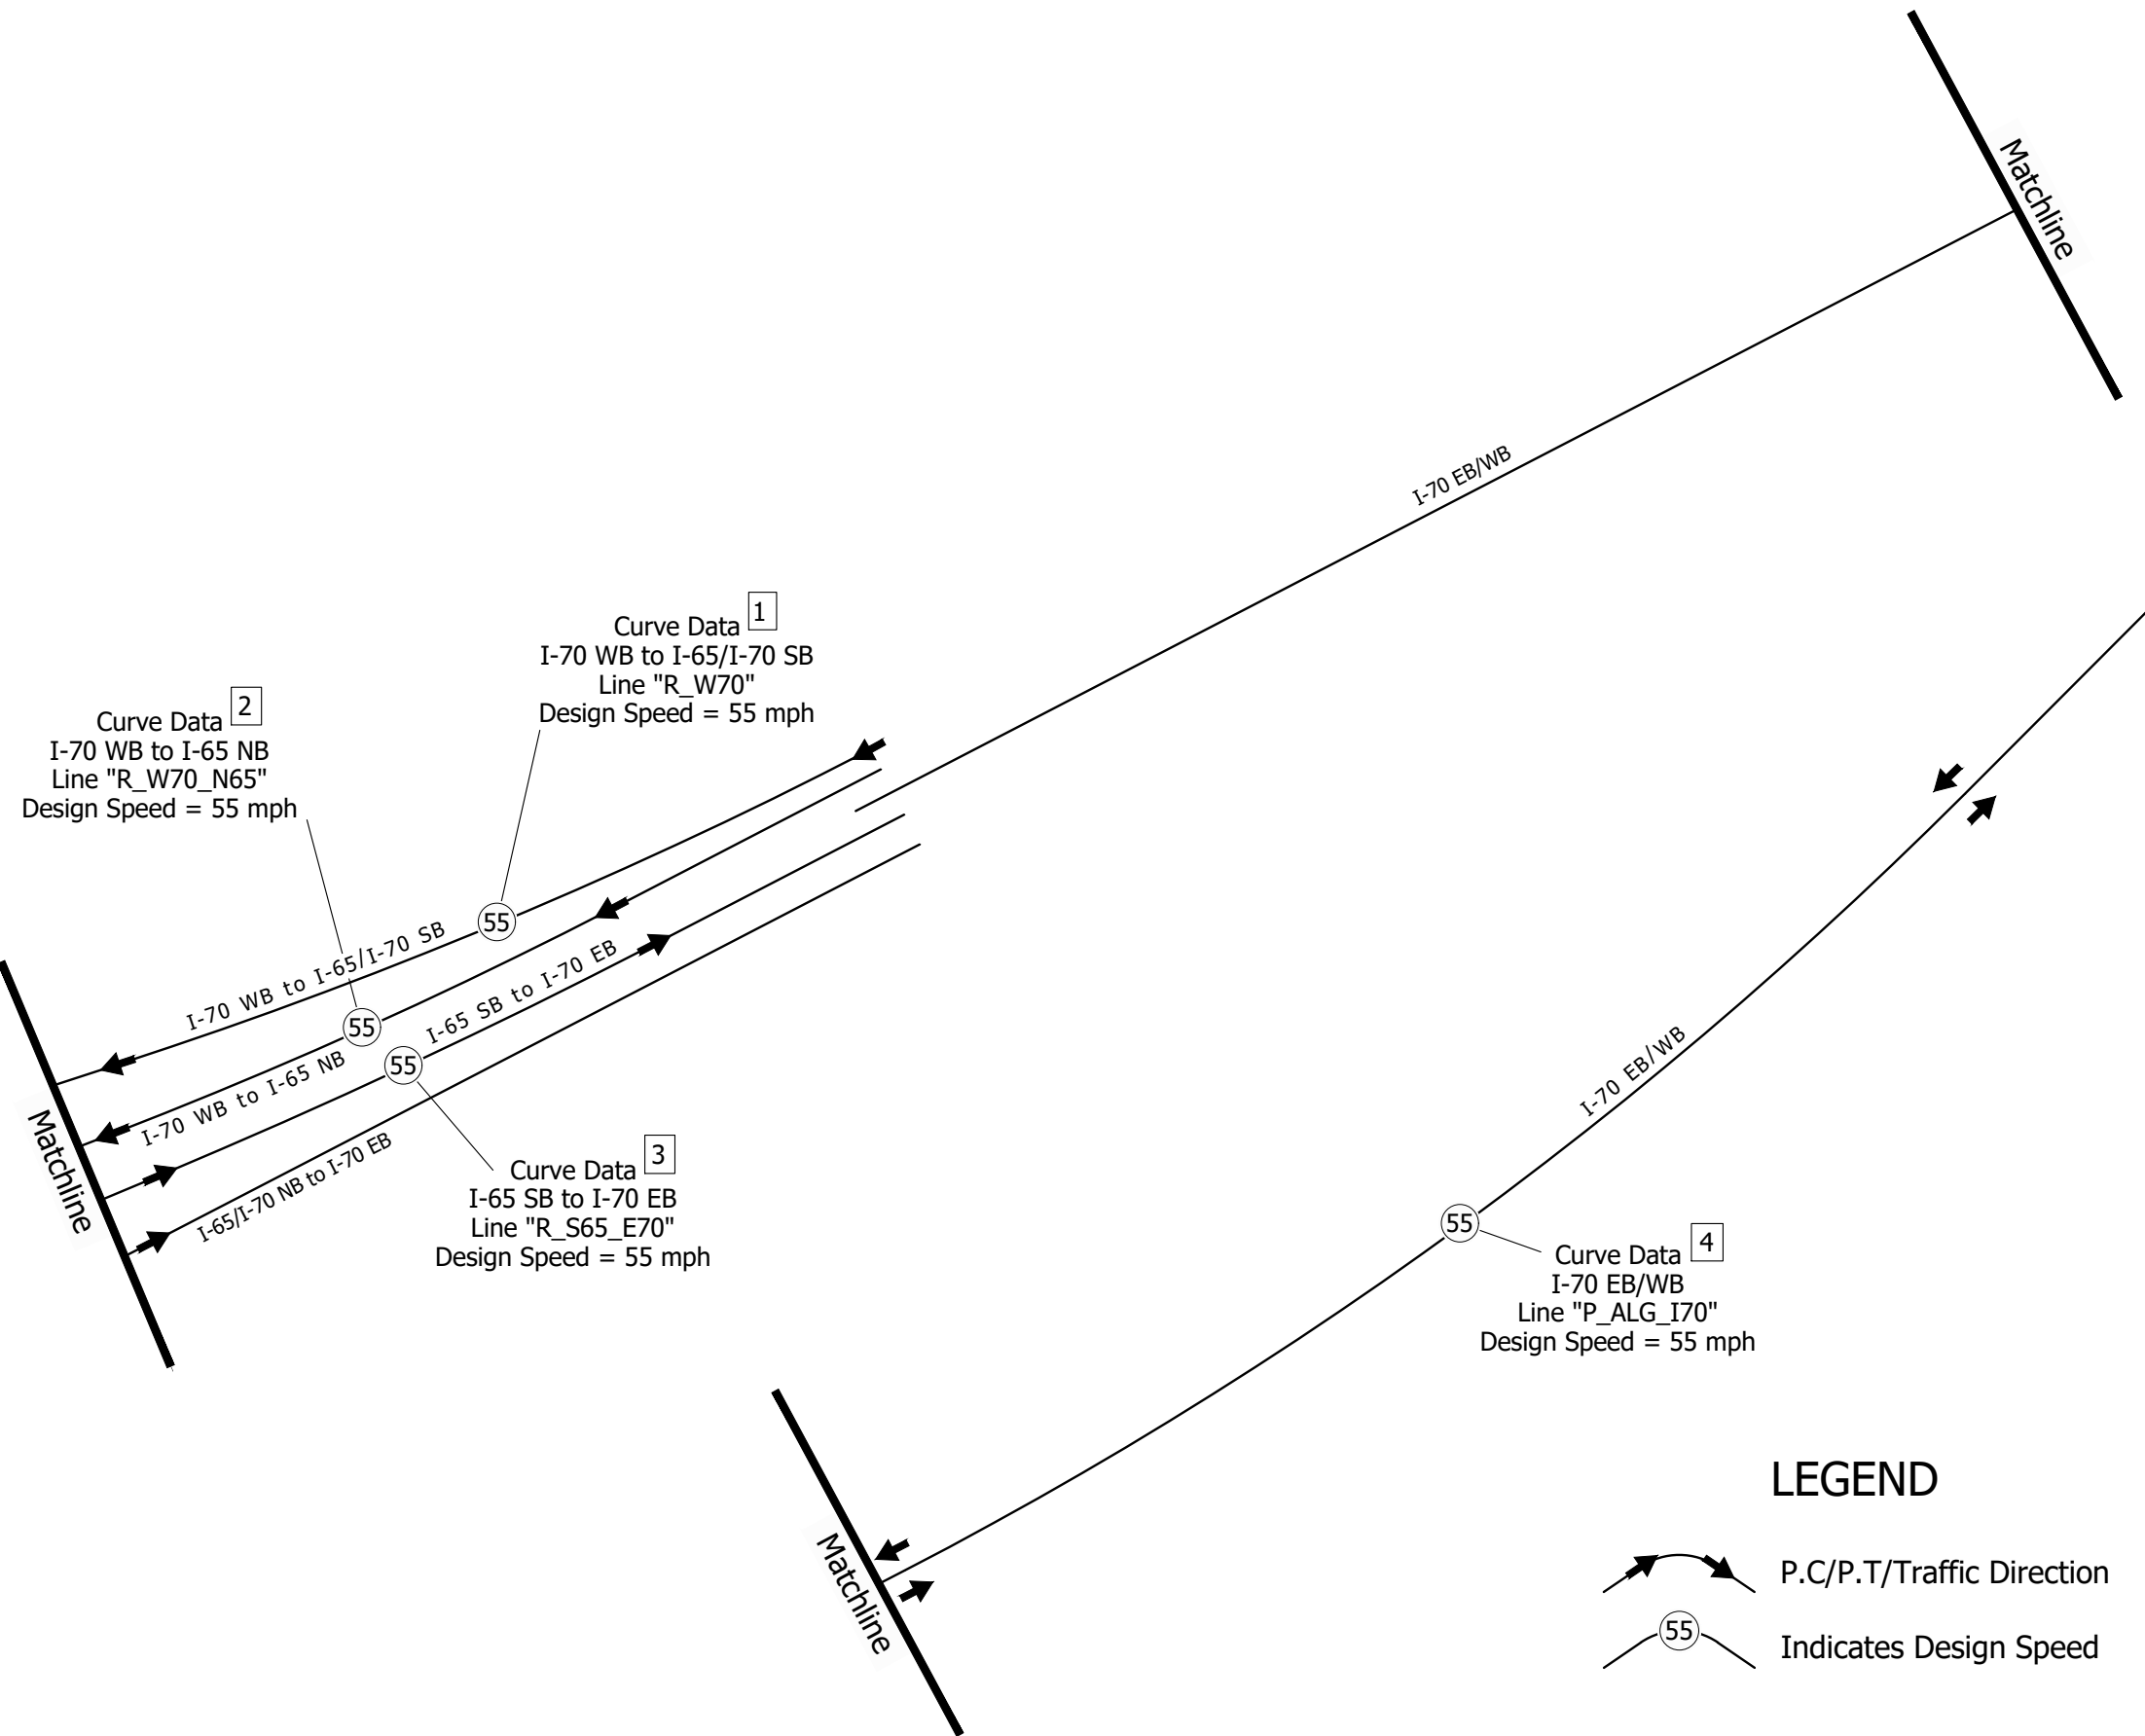 Matchline
I-70 EB/WB
1
Curve Data
I-70 WB to I-65/I-70 SB
Line "R_W70"
Design Speed = 55 mph
2
Curve Data
I-70 WB to I-65 NB
Line "R_W70_N65"
Design Speed = 55 mph
55
I-70 WB to I-65/I-70 SB
I-65 SB to I-70 EB
55
I-70 WB to I-65 NB
55
I-65/I-70 NB to I-70 EB
Matchline
3
Curve Data
I-65 SB to I-70 EB
Line "R_S65_E70"
Design Speed = 55 mph
I-70 EB/WB
55
4
Curve Data
I-70 EB/WB
Line "P_ALG_I70"
Design Speed = 55 mph
Matchline
LEGEND
P.C/P.T/Traffic Direction
55
Indicates Design Speed